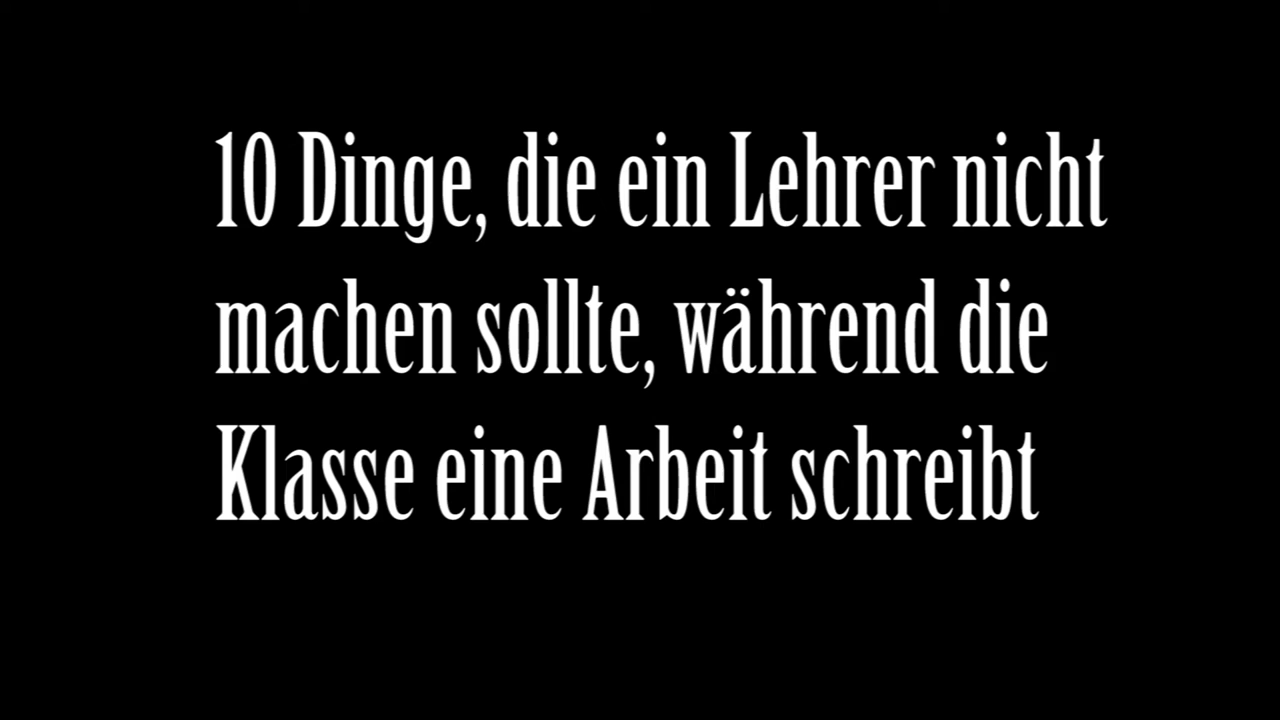 10 Dinge, die ein Lehrer nicht
machen sollte, während die
Klasse eine Arbeit schreibt